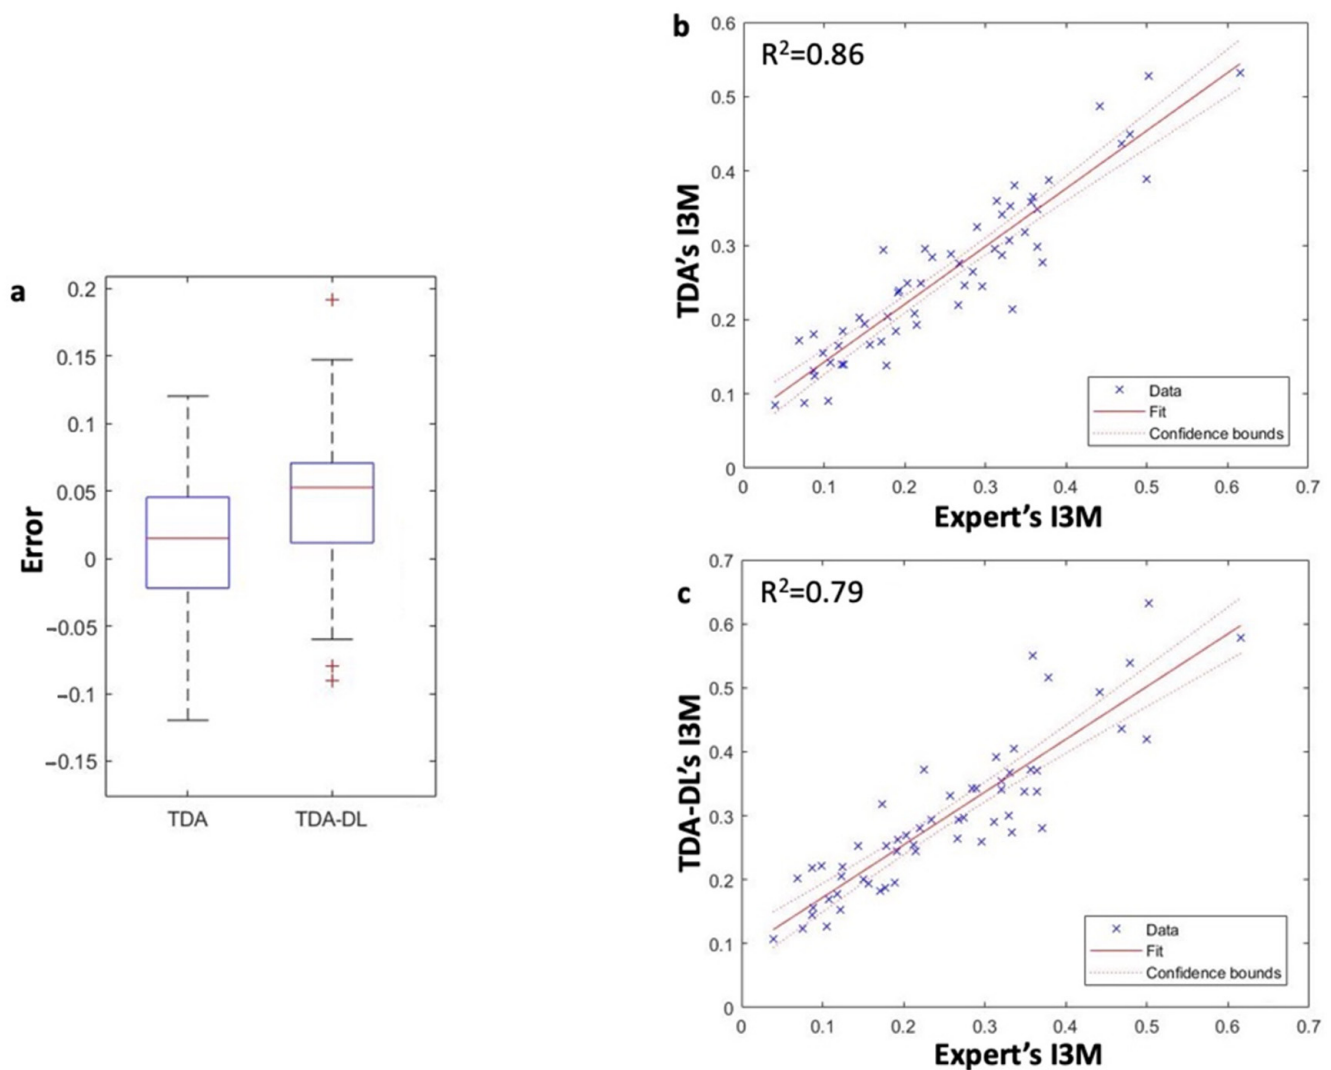 a
0.2
0.15
0.1
0.05
0
−0.05
−0.1
−0.15
Error
TDA TDA-DL
b
R²=0.86
0.6
0.5
0.4
0.3
0.2
0.1
0
TDA’s I3M
Data
Fit
Confidence bounds
0 0.1 0.2 0.3 0.4 0.5 0.6 0.7
Expert’s I3M
c
R²=0.79
0.7
0.6
0.5
0.4
0.3
0.2
0.1
0
TDA-DL’s I3M
Data
Fit
Confidence bounds
0 0.1 0.2 0.3 0.4 0.5 0.6 0.7
Expert’s I3M